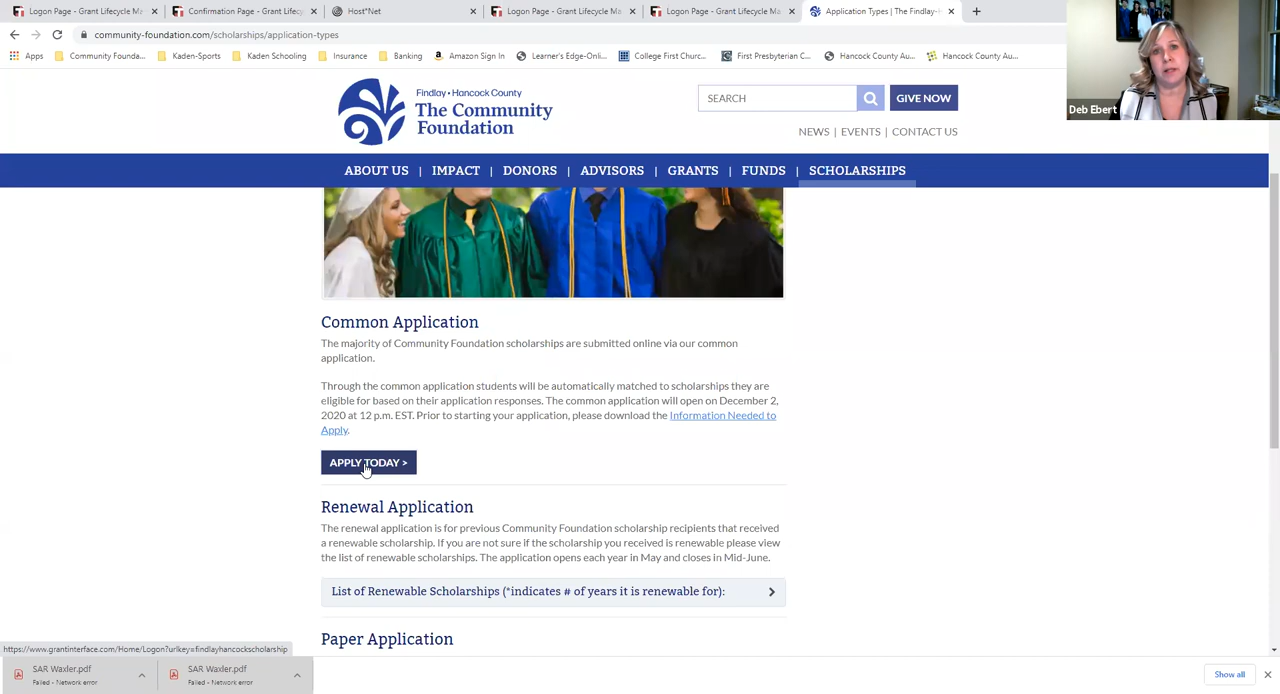 Logon Page - Grant Lifecycle Ma
Confirmation Page - Grant Lifecy
Host*Net
Logon Page - Grant Lifecycle Ma
Logon Page - Grant Lifecycle Ma
Application Types | The Findlay-
community-foundation.com/scholarships/application-types
Apps
Community Founda...
Kaden-Sports
Kaden Schooling
Insurance
Banking
Amazon Sign In
Learner's Edge-Onli...
College First Churc...
First Presbyterian C...
Hancock County Au...
Hancock County Au...
Deb Ebert
Findlay • Hancock County
The Community
Foundation
SEARCH
GIVE NOW
NEWS | EVENTS | CONTACT US
ABOUT US | IMPACT | DONORS | ADVISORS | GRANTS | FUNDS | SCHOLARSHIPS
Common Application
The majority of Community Foundation scholarships are submitted online via our common
application.
Through the common application students will be automatically matched to scholarships they are
eligible for based on their application responses. The common application will open on December 2,
2020 at 12 p.m. EST. Prior to starting your application, please download the Information Needed to
Apply.
APPLY TODAY >
Renewal Application
The renewal application is for previous Community Foundation scholarship recipients that received
a renewable scholarship. If you are not sure if the scholarship you received is renewable please view
the list of renewable scholarships. The application opens each year in May and closes in Mid-June.
List of Renewable Scholarships (*indicates # of years it is renewable for):
Paper Application
https://www.grantinterface.com/Home/Logon?urlkey=findlayhancockscholarship
SAR Waxler.pdf
Failed - Network error
SAR Waxler.pdf
Failed - Network error
Show all